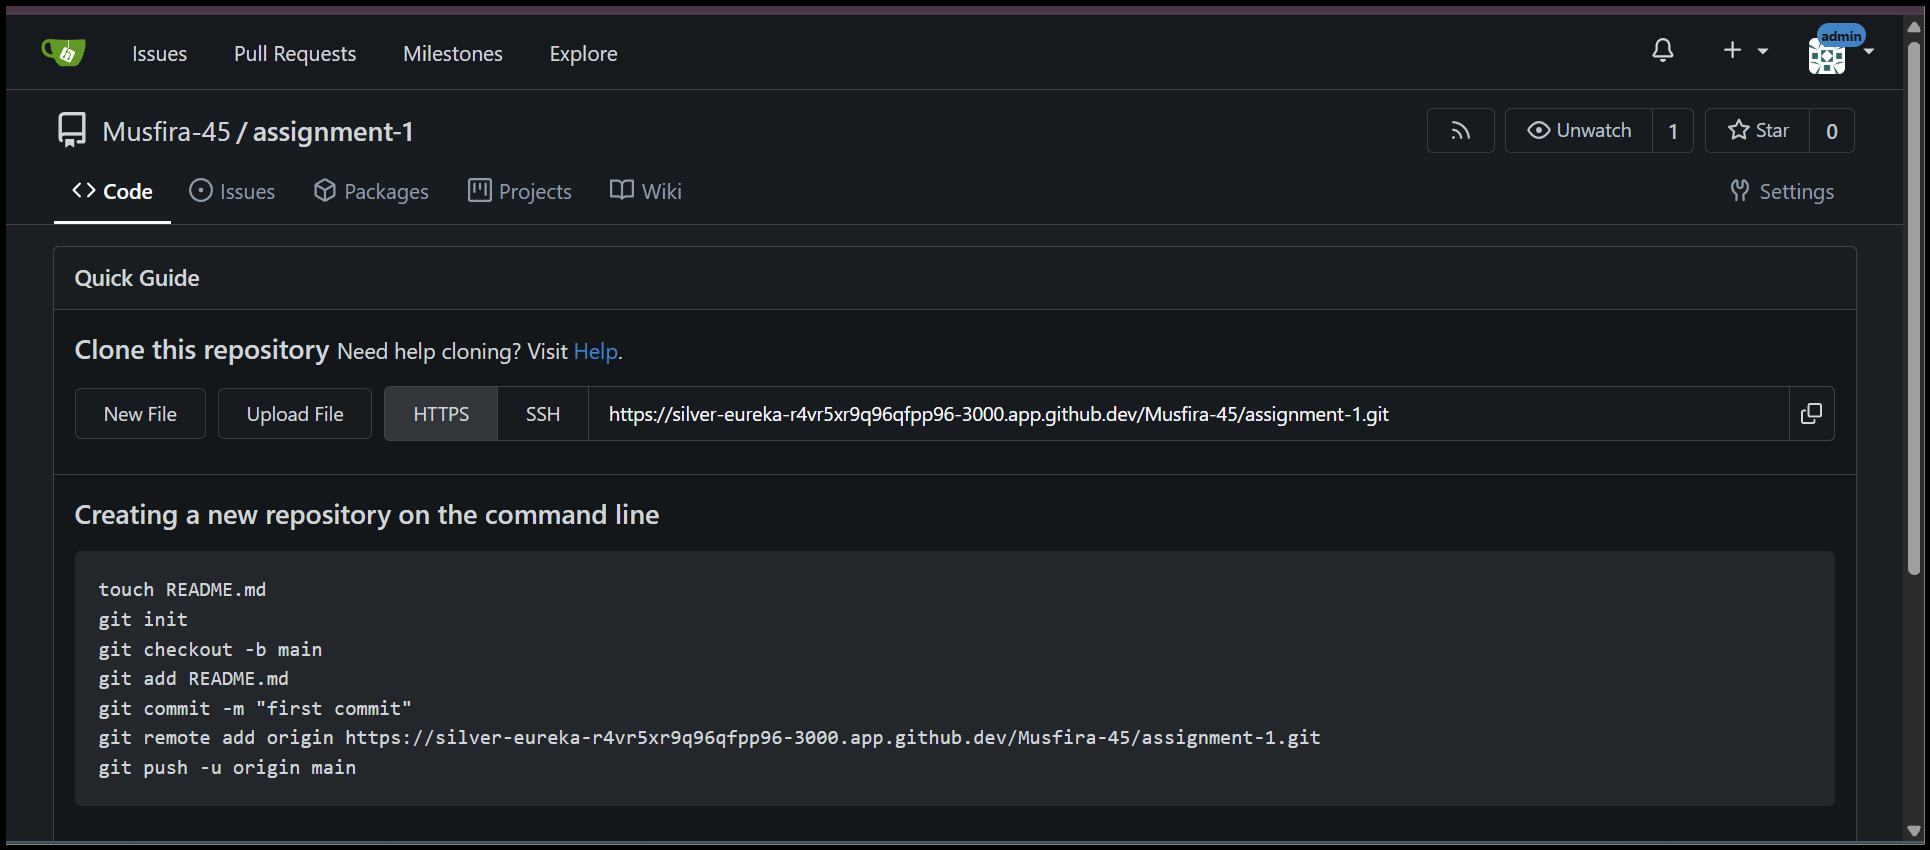 Issues Pull Requests Milestones Explore admin
Musfira-45 / assignment-1 Unwatch 1 Star 0
Code Issues Packages Projects Wiki Settings
Quick Guide
Clone this repository Need help cloning? Visit Help.
New File Upload File HTTPS SSH https://silver-eureka-r4vr5xr9q96qfpp96-3000.app.github.dev/Musfira-45/assignment-1.git
Creating a new repository on the command line
touch README.md
git init
git checkout -b main
git add README.md
git commit -m "first commit"
git remote add origin https://silver-eureka-r4vr5xr9q96qfpp96-3000.app.github.dev/Musfira-45/assignment-1.git
git push -u origin main